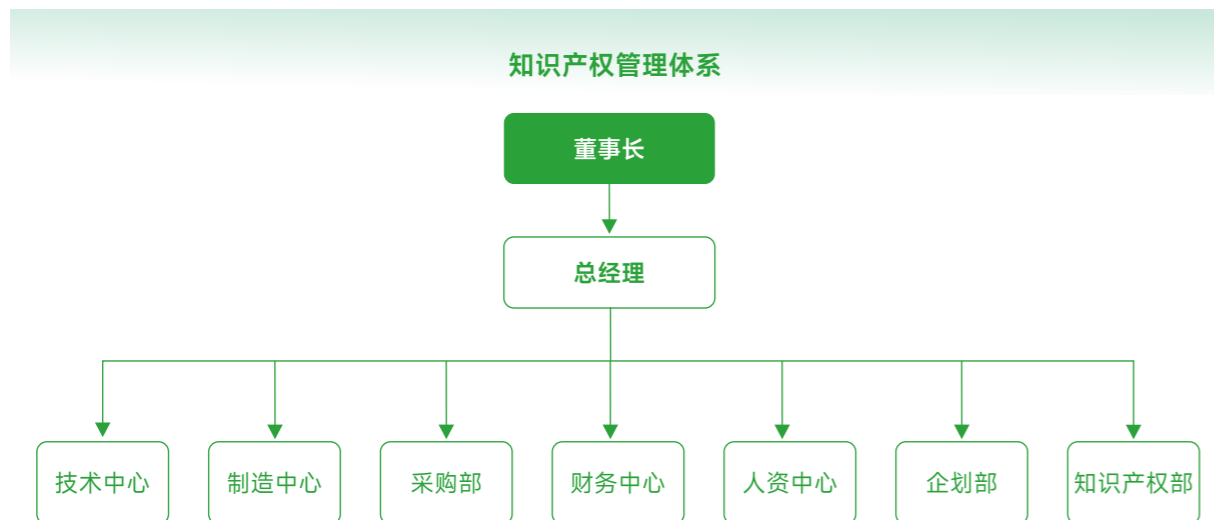 知识产权管理体系
董事长
总经理
技术中心
制造中心
采购部
财务中心
人资中心
企划部
知识产权部